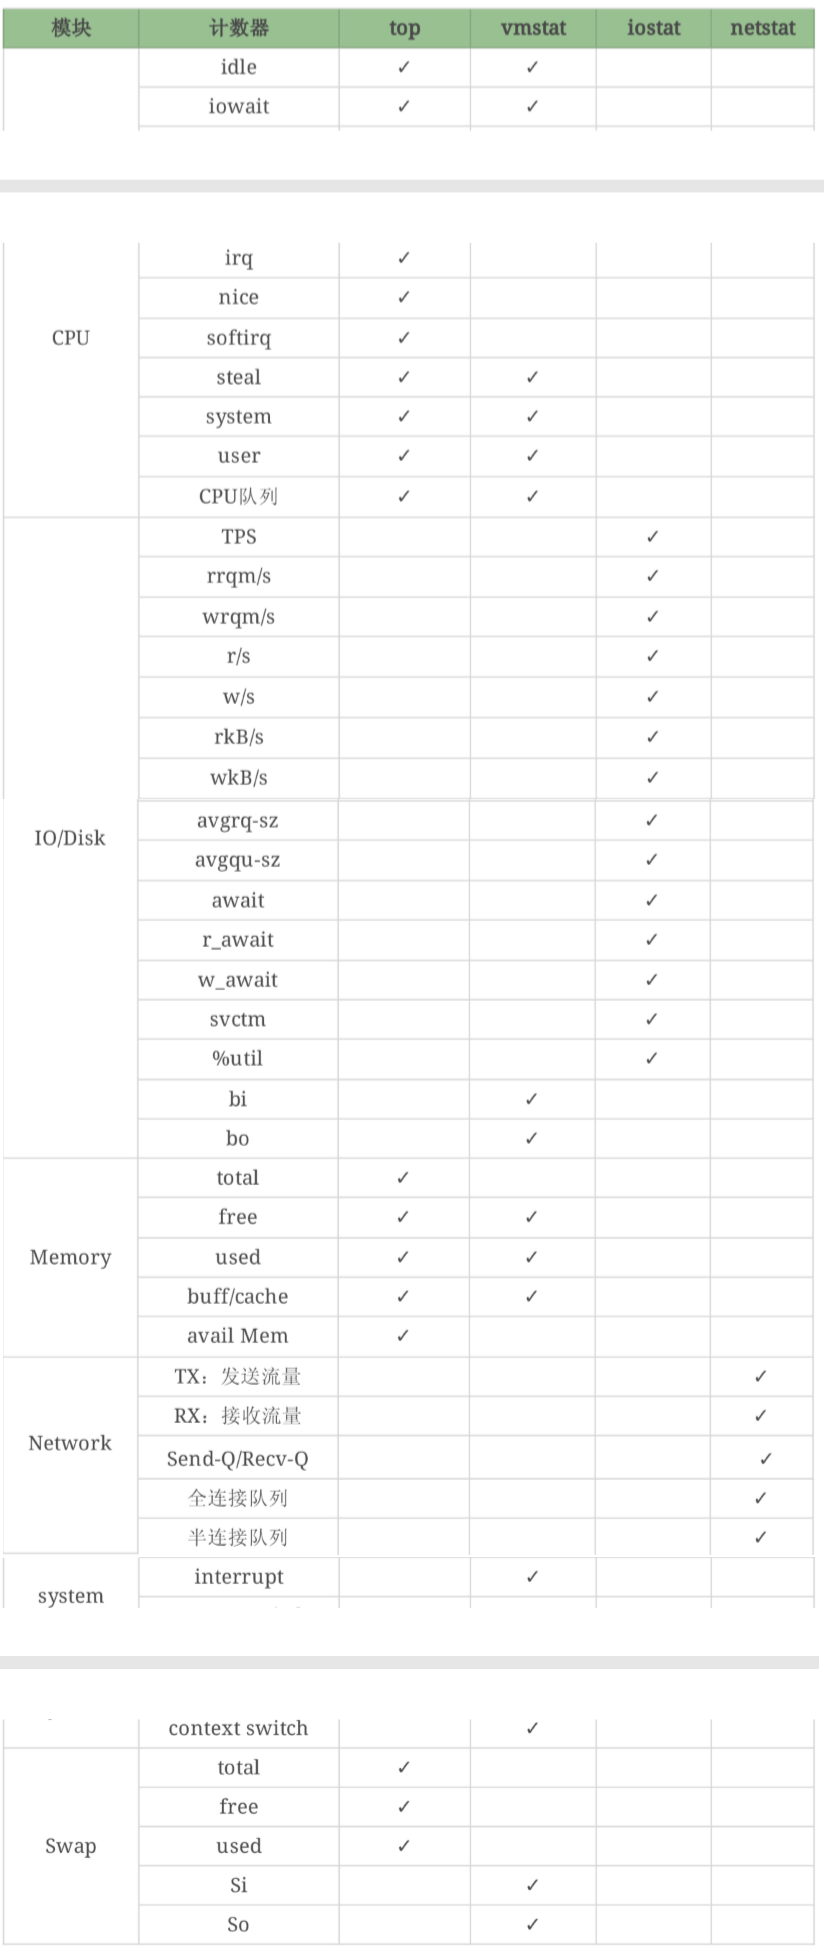 模块 计数器 top vmstat iostat netstat
idle ✓ ✓
iowait ✓ ✓
irq ✓
nice ✓
CPU softirq ✓
steal ✓ ✓
system ✓ ✓
user ✓ ✓
CPU队列 ✓ ✓
TPS ✓
rrqm/s ✓
wrqm/s ✓
r/s ✓
w/s ✓
rkB/s ✓
wkB/s ✓
avgrq-sz ✓
IO/Disk
avgqu-sz ✓
await ✓
r_await ✓
w_await ✓
svctm ✓
%util ✓
bi ✓
bo ✓
total ✓
free ✓ ✓
Memory used ✓ ✓
buff/cache ✓ ✓
avail Mem ✓
TX：发送流量 ✓
RX：接收流量 ✓
Network
Send-Q/Recv-Q ✓
全连接队列 ✓
半连接队列 ✓
interrupt ✓
system
context switch ✓
total ✓
free ✓
Swap used ✓
Si ✓
So ✓